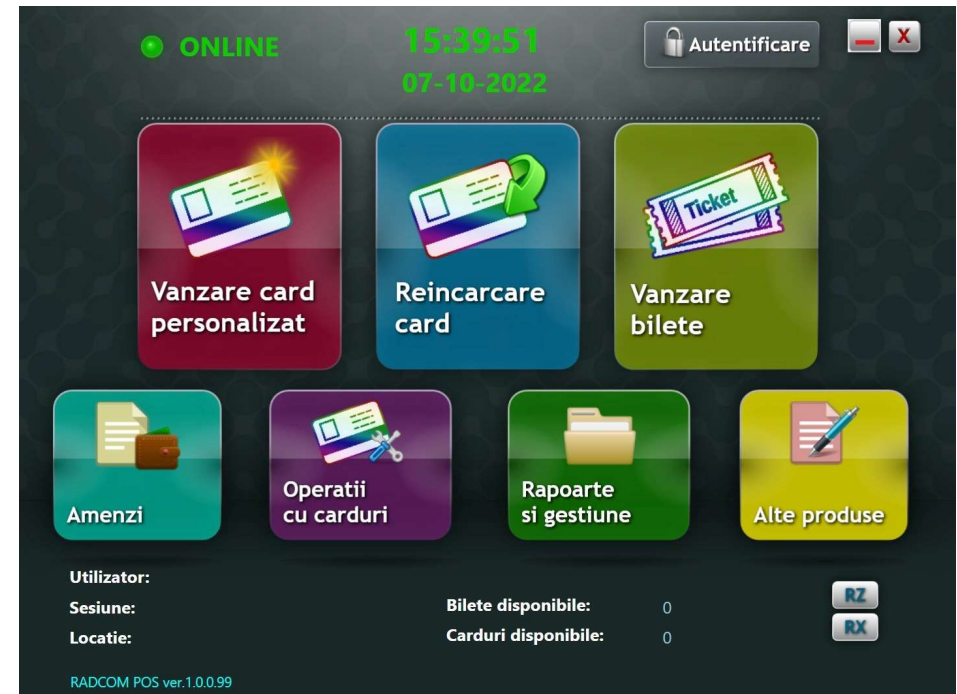 ONLINE
15:39:51
07-10-2022
Autentificare
X
Vanzare card
personalizat
Reincarcare
card
Ticket
Vanzare
bilete
Amenzi
Operatii
cu carduri
Rapoarte
si gestiune
Alte produse
Utilizator:
Sesiune:
Locatie:
Bilete disponibile: 0
Carduri disponibile: 0
RZ
RX
RADCOM POS ver.1.0.0.99